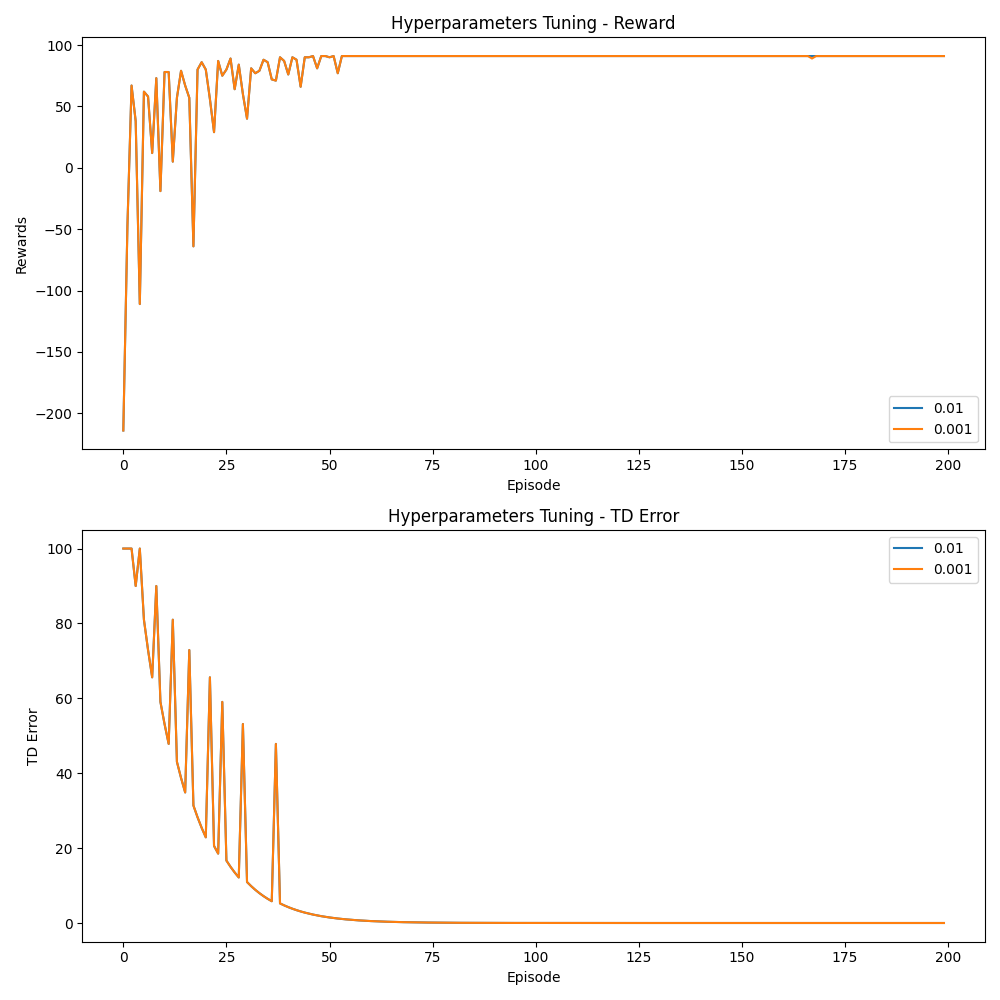 Hyperparameters Tuning - Reward
100
50
0
−50
−100
−150
−200
Rewards
0.01
0.001
0 25 50 75 100 125 150 175 200
Episode
Hyperparameters Tuning - TD Error
100
80
60
40
20
0
TD Error
0.01
0.001
0 25 50 75 100 125 150 175 200
Episode